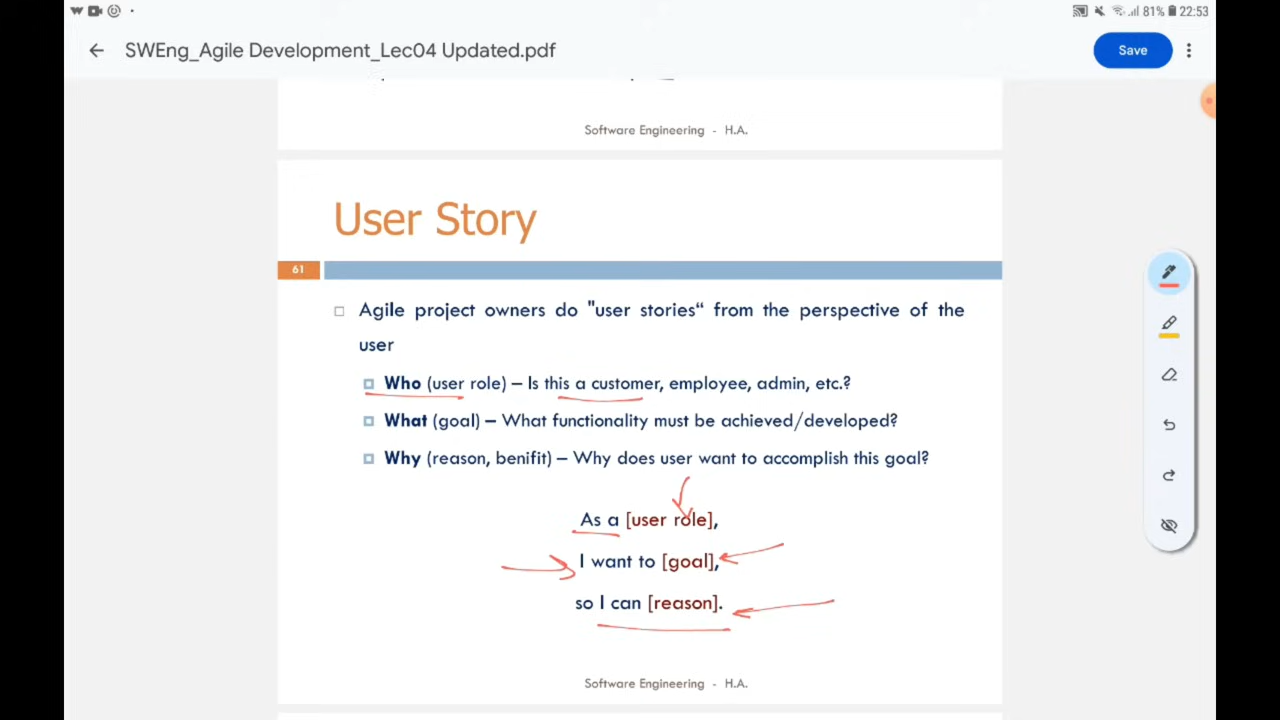 81% 22:53
SWEng_Agile Development_Lec04 Updated.pdf
Save
Software Engineering - H.A.
User Story
61
Agile project owners do "user stories“ from the perspective of the
user
Who (user role) – Is this a customer, employee, admin, etc.?
What (goal) – What functionality must be achieved/developed?
Why (reason, benifit) – Why does user want to accomplish this goal?
As a [user role],
I want to [goal],
so I can [reason].
Software Engineering - H.A.